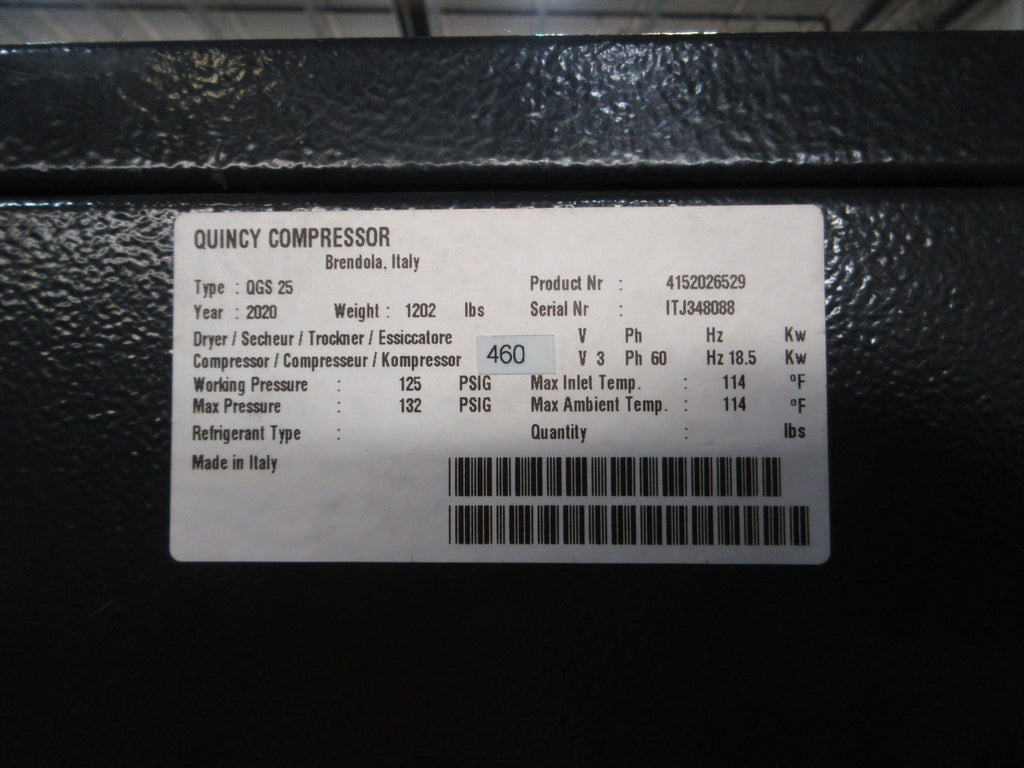 QUINCY COMPRESSOR
Brendola, Italy
Type : QGS 25 Product Nr : 4152026529
Year : 2020 Weight : 1202 lbs Serial Nr : ITJ348088
Dryer / Secheur / Trockner / Essiccatore V Ph Hz Kw
Compressor / Compresseur / Kompressor 460 V 3 Ph 60 Hz 18.5 Kw
Working Pressure : 125 PSIG Max Inlet Temp. : 114 ºF
Max Pressure : 132 PSIG Max Ambient Temp. : 114 ºF
Refrigerant Type : Quantity : lbs
Made in Italy